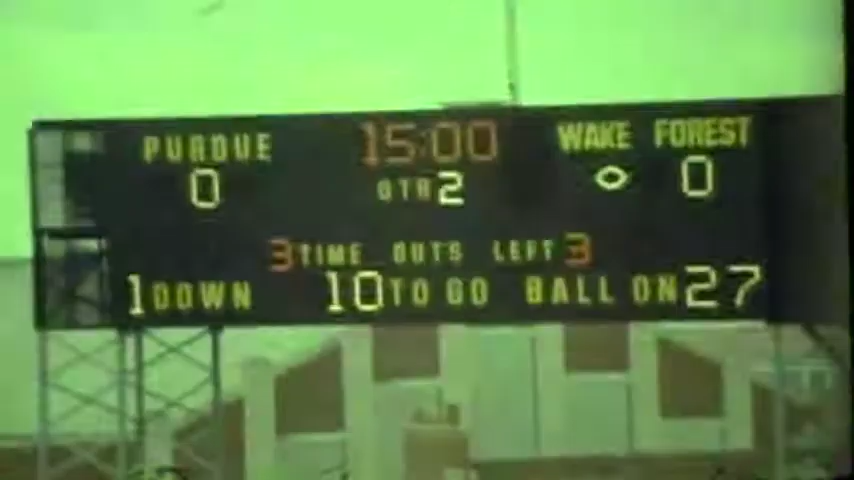 PURDUE 15:00 WAKE FOREST
0 QTR 2 0
3 TIME OUTS LEFT 3
1 DOWN 10 TO GO BALL ON 27